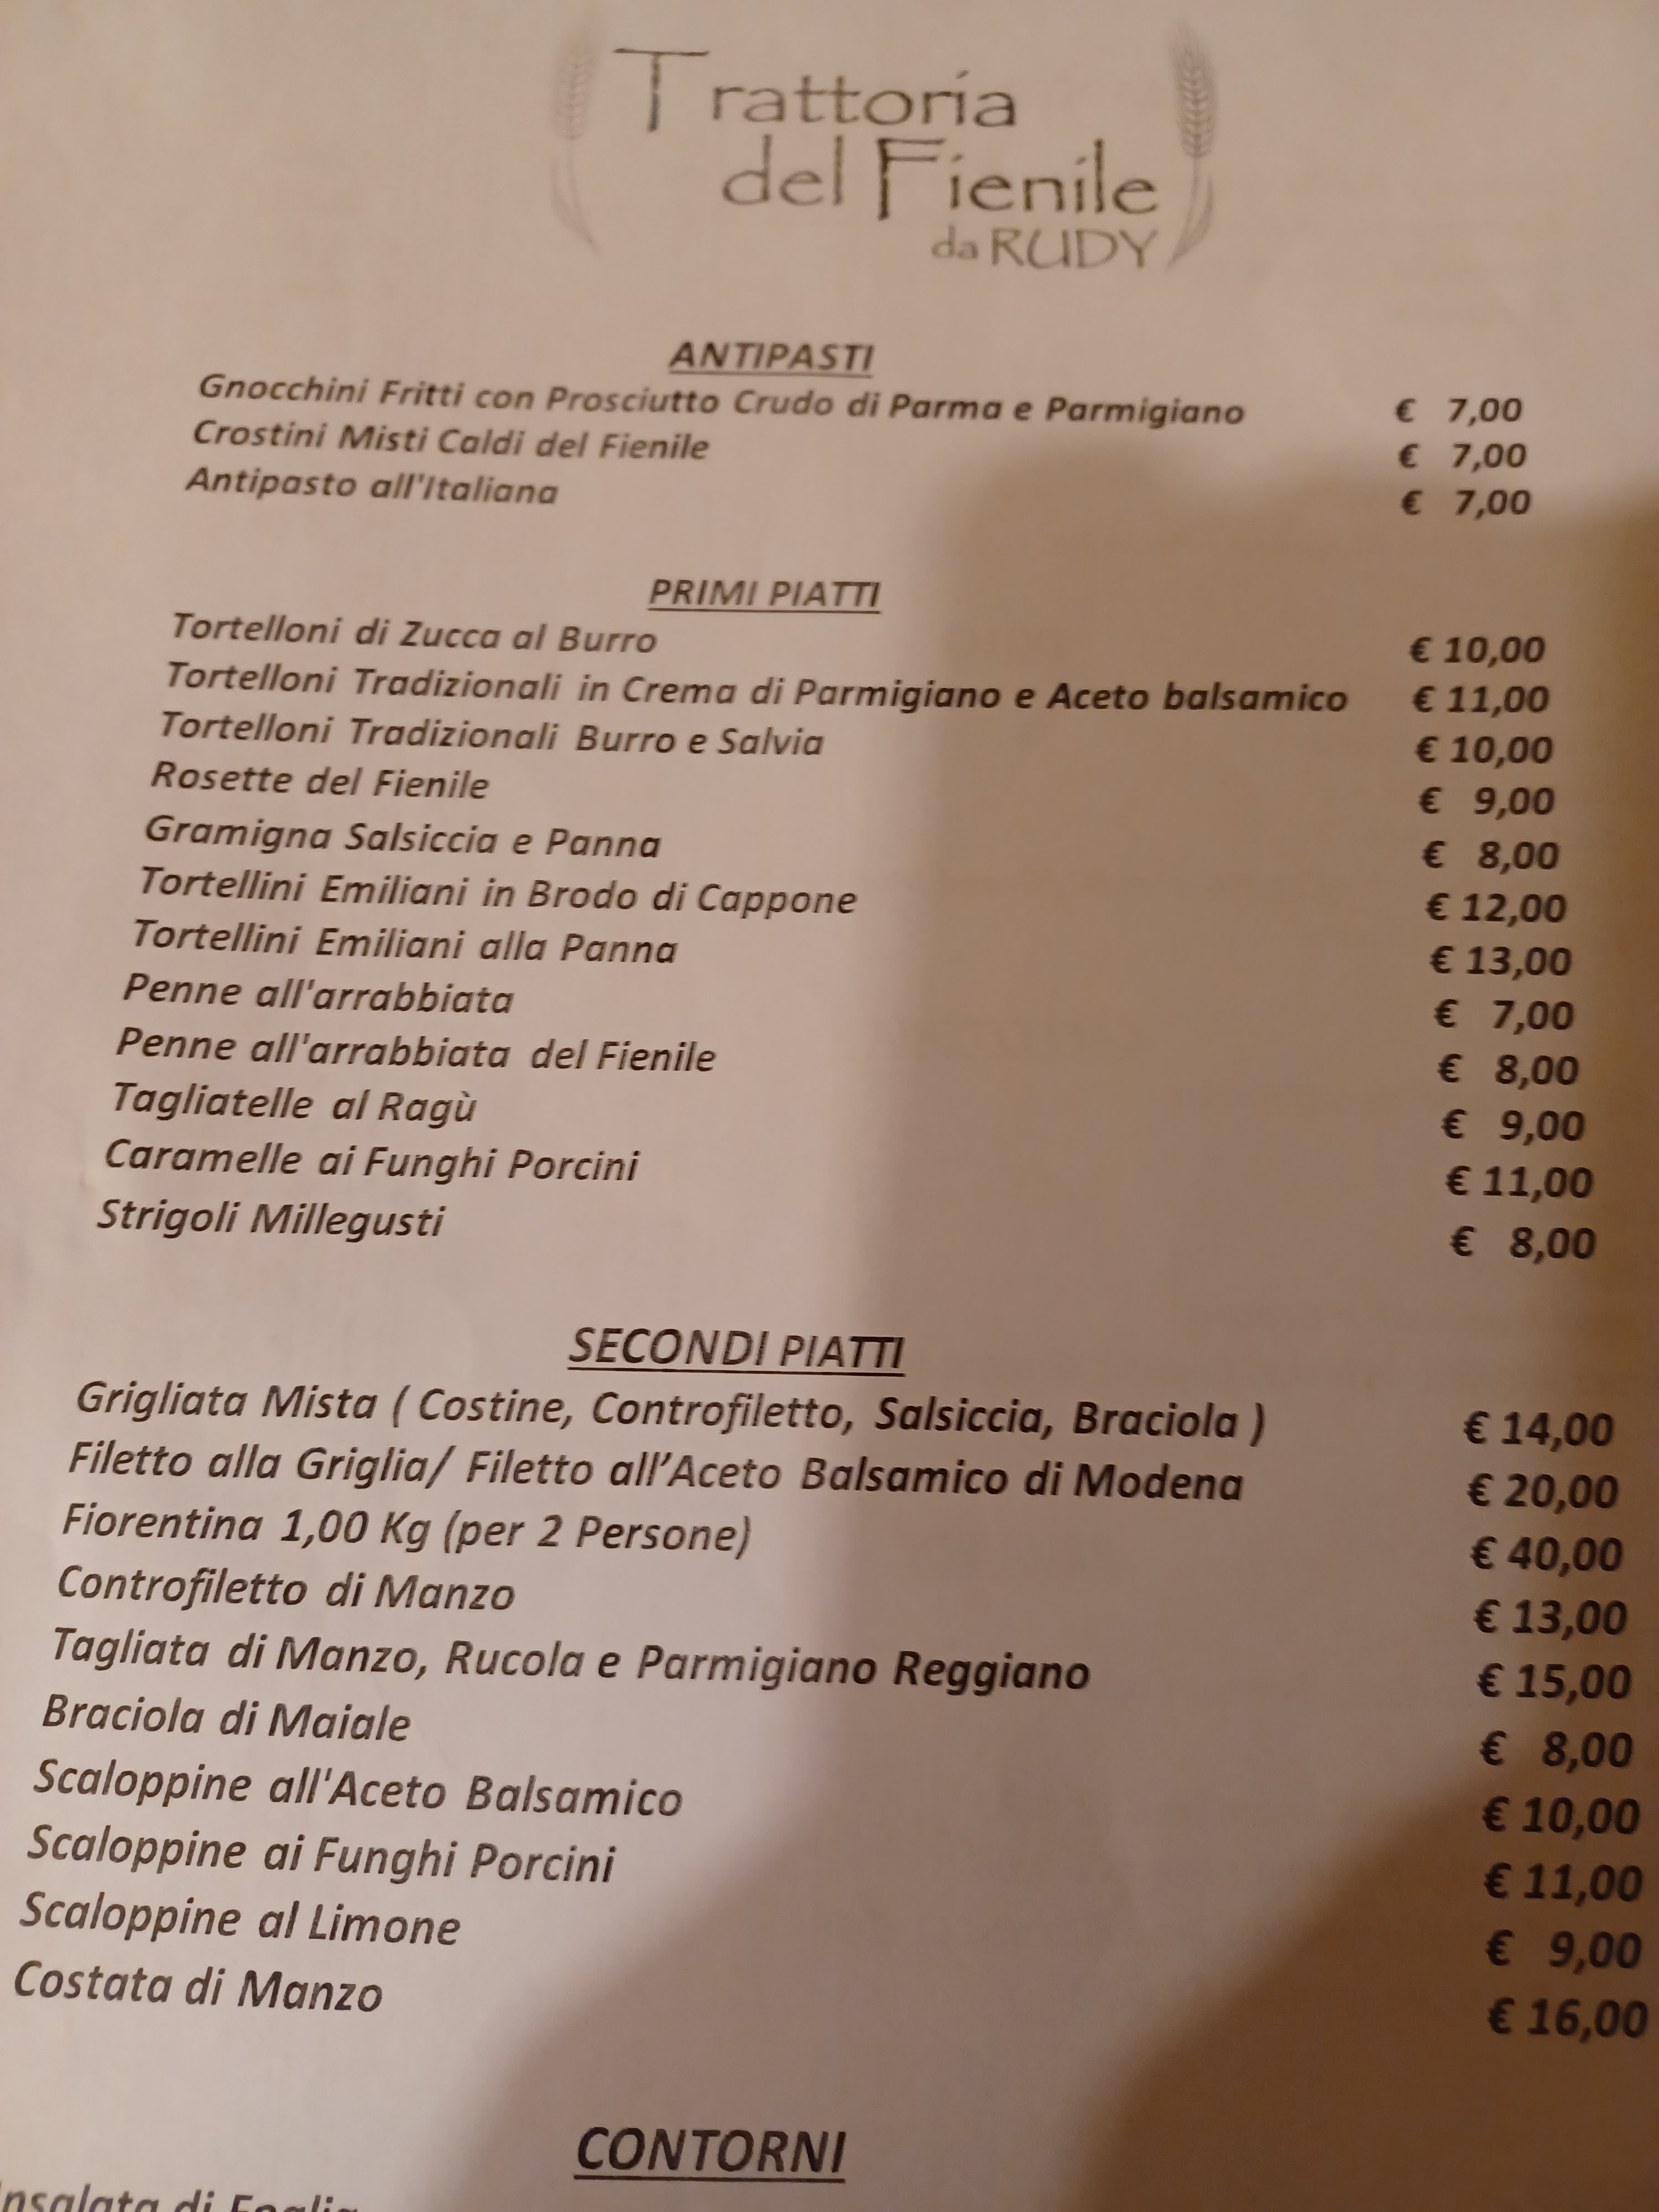 Trattoria
del Fienile
da RUDY
ANTIPASTI
Gnocchini Fritti con Prosciutto Crudo di Parma e Parmigiano € 7,00
Crostini Misti Caldi del Fienile € 7,00
Antipasto all'Italiana € 7,00
PRIMI PIATTI
Tortelloni di Zucca al Burro € 10,00
Tortelloni Tradizionali in Crema di Parmigiano e Aceto balsamico € 11,00
Tortelloni Tradizionali Burro e Salvia € 10,00
Rosette del Fienile € 9,00
Gramigna Salsiccia e Panna € 8,00
Tortellini Emiliani in Brodo di Cappone € 12,00
Tortellini Emiliani alla Panna € 13,00
Penne all'arrabbiata € 7,00
Penne all'arrabbiata del Fienile € 8,00
Tagliatelle al Ragù € 9,00
Caramelle ai Funghi Porcini € 11,00
Strigoli Millegusti € 8,00
SECONDI PIATTI
Grigliata Mista ( Costine, Controfiletto, Salsiccia, Braciola ) € 14,00
Filetto alla Griglia/ Filetto all’Aceto Balsamico di Modena € 20,00
Fiorentina 1,00 Kg (per 2 Persone) € 40,00
Controfiletto di Manzo € 13,00
Tagliata di Manzo, Rucola e Parmigiano Reggiano € 15,00
Braciola di Maiale € 8,00
Scaloppine all'Aceto Balsamico € 10,00
Scaloppine ai Funghi Porcini € 11,00
Scaloppine al Limone € 9,00
Costata di Manzo € 16,00
CONTORNI
di